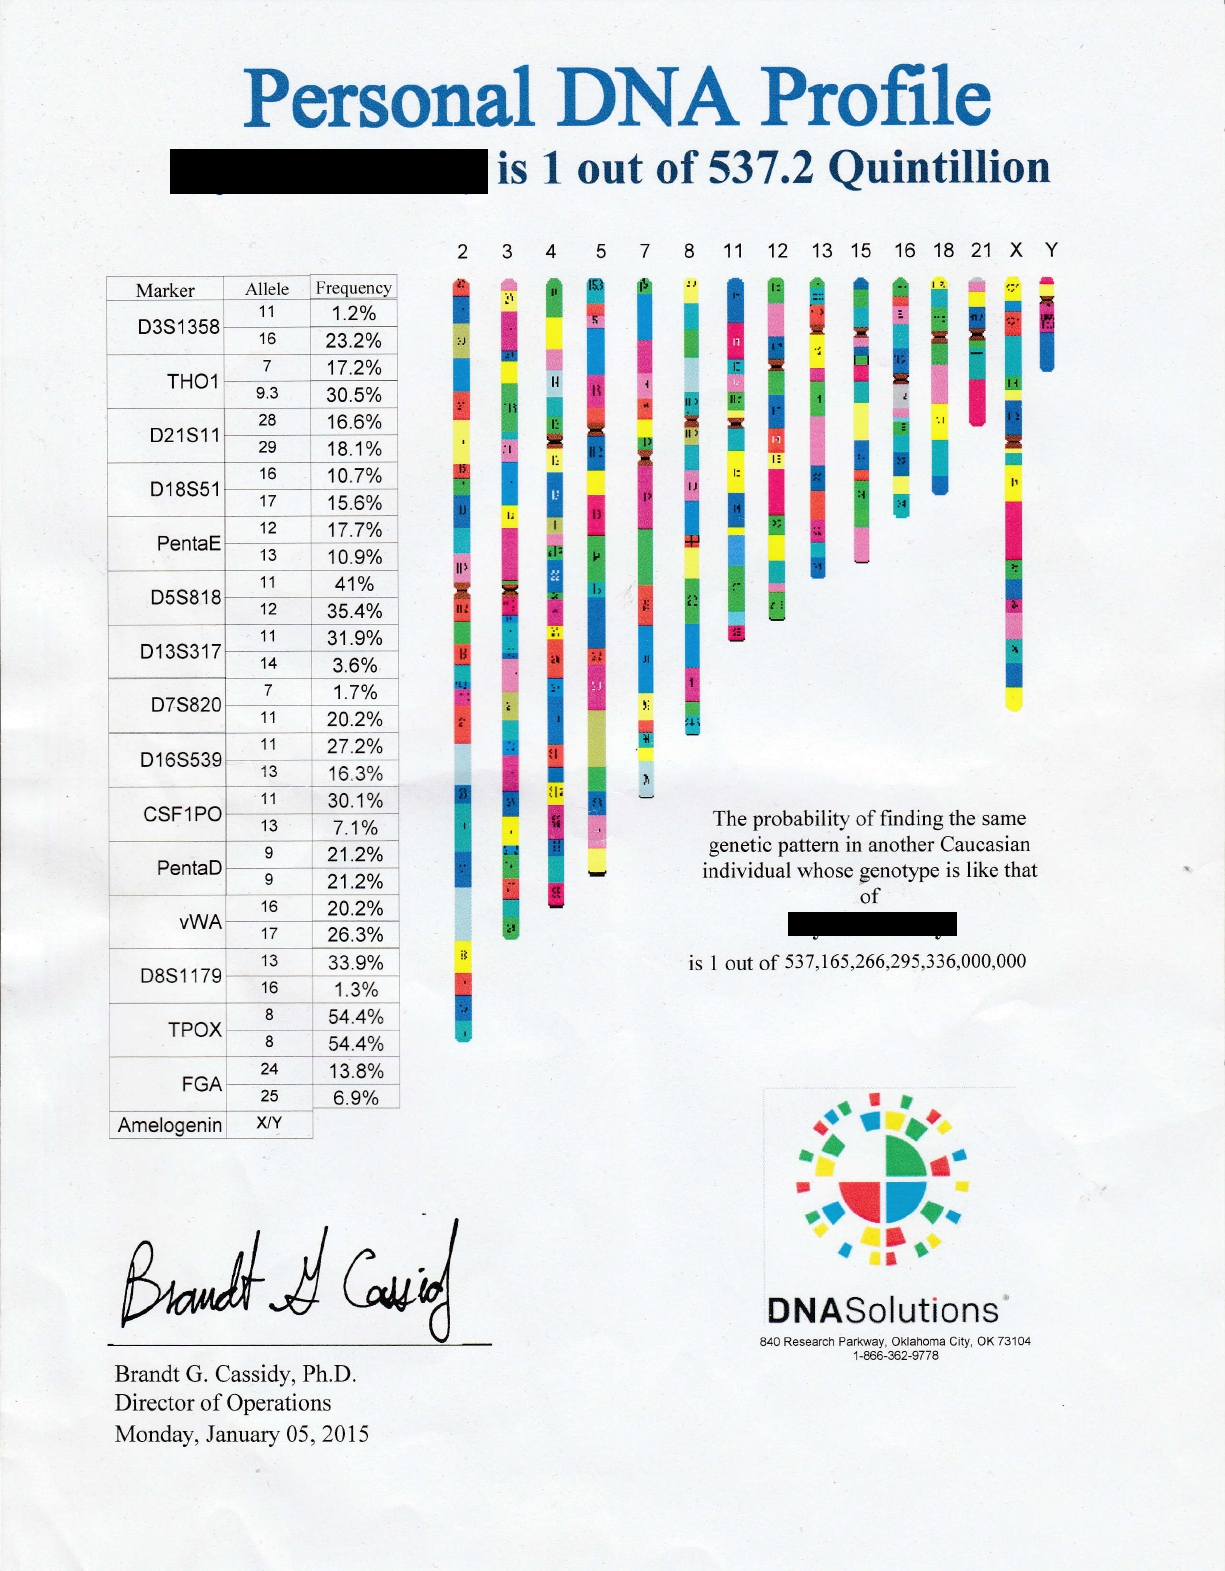 Personal DNA Profile
is 1 out of 537.2 Quintillion
2 3 4 5 7 8 11 12 13 15 16 18 21 X Y
Marker Allele Frequency
D3S1358 11 1.2%
16 23.2%
THO1 7 17.2%
9.3 30.5%
D21S11 28 16.6%
29 18.1%
D18S51 16 10.7%
17 15.6%
PentaE 12 17.7%
13 10.9%
D5S818 11 41%
12 35.4%
D13S317 11 31.9%
14 3.6%
D7S820 7 1.7%
11 20.2%
D16S539 11 27.2%
13 16.3%
CSF1PO 11 30.1%
13 7.1%
PentaD 9 21.2%
9 21.2%
vWA 16 20.2%
17 26.3%
D8S1179 13 33.9%
16 1.3%
TPOX 8 54.4%
8 54.4%
FGA 24 13.8%
25 6.9%
Amelogenin X/Y
The probability of finding the same
genetic pattern in another Caucasian
individual whose genotype is like that
of
is 1 out of 537,165,266,295,336,000,000
Brandt G Cassidy
Brandt G. Cassidy, Ph.D.
Director of Operations
Monday, January 05, 2015
DNASolutions
840 Research Parkway, Oklahoma City, OK 73104
1-866-362-9778